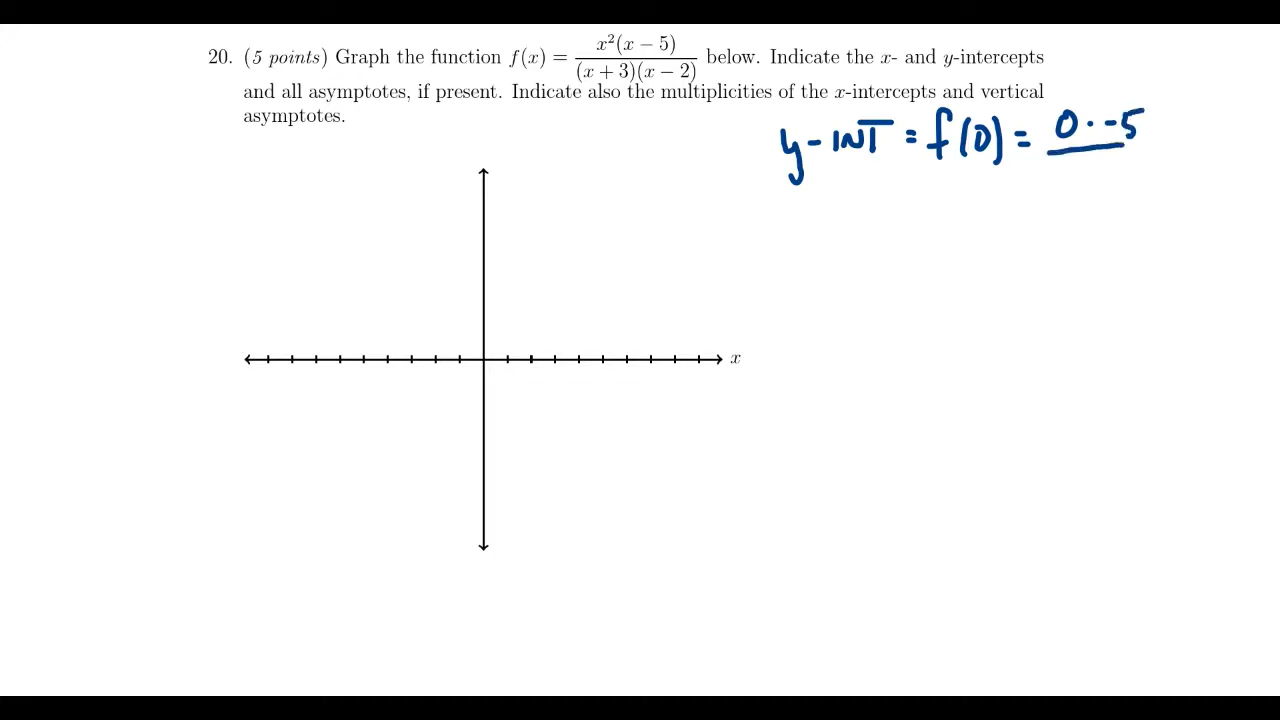 20. (5 points) Graph the function f(x) = x²(x − 5) / (x + 3)(x − 2) below. Indicate the x- and y-intercepts
and all asymptotes, if present. Indicate also the multiplicities of the x-intercepts and vertical
asymptotes.
y-INT = f(0) = 0·-5
x